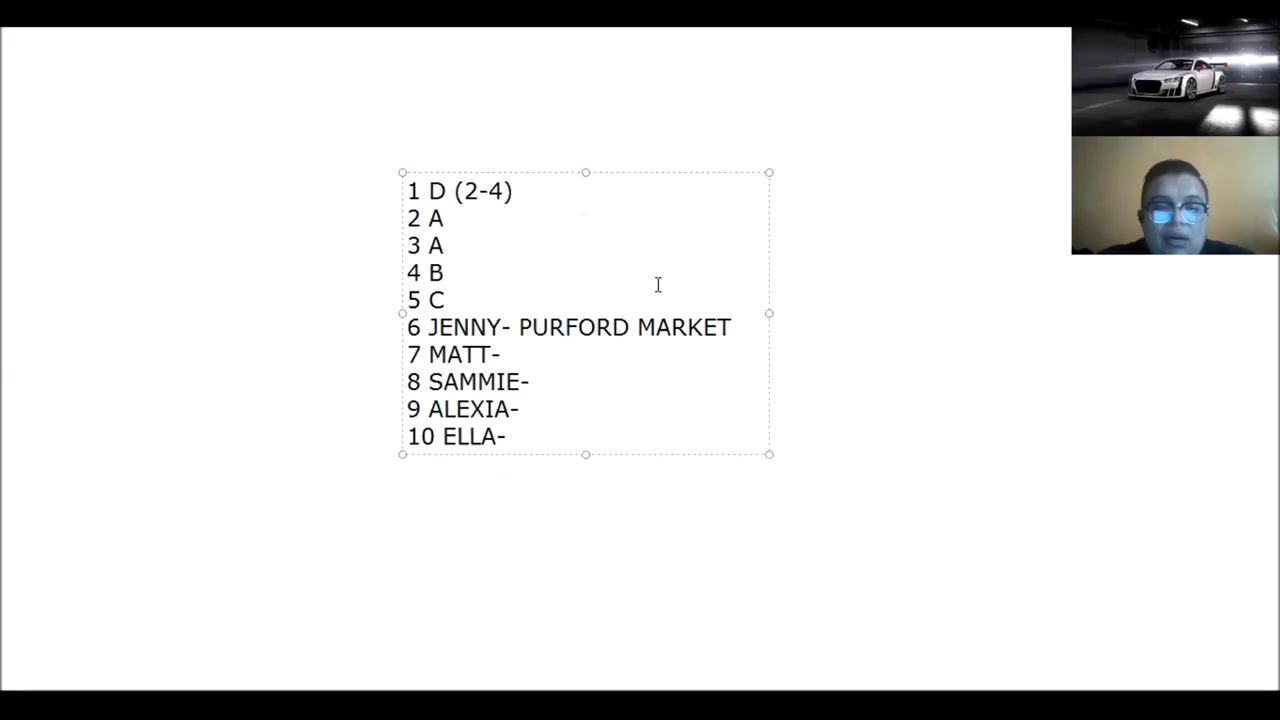 1 D (2-4)
2 A
3 A
4 B
5 C
6 JENNY- PURFORD MARKET
7 MATT-
8 SAMMIE-
9 ALEXIA-
10 ELLA-